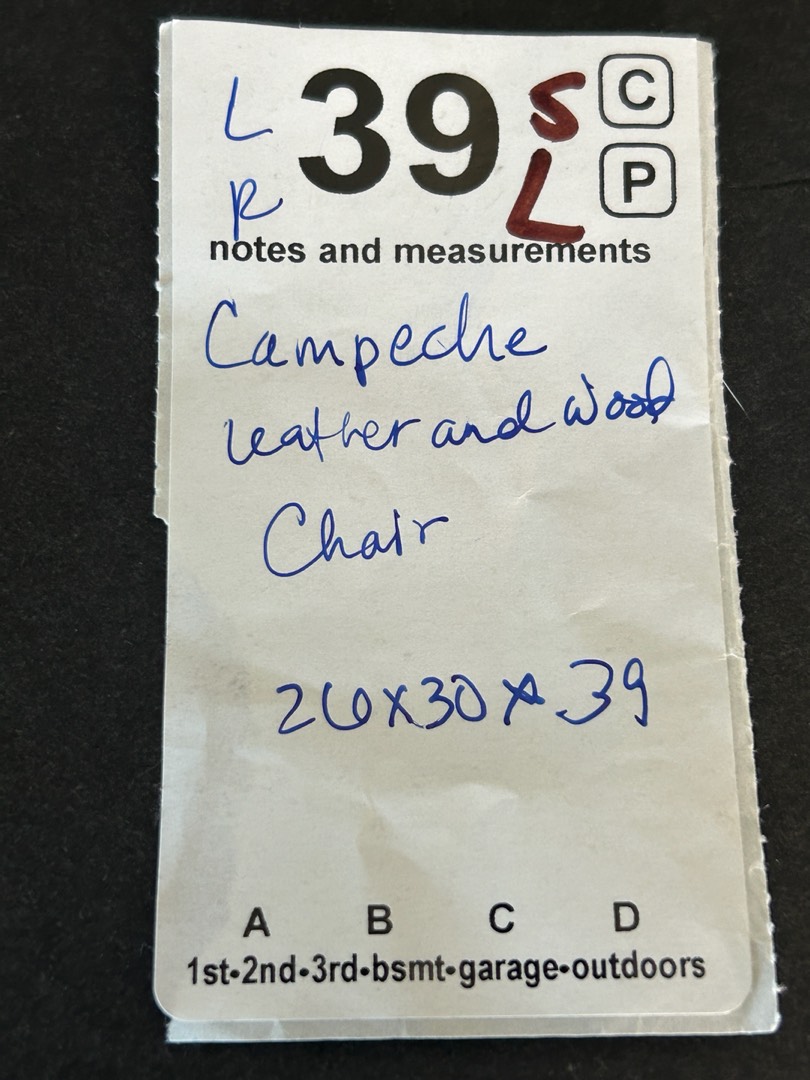 L 39 S C
R L P
notes and measurements
Campeche
leather and wood
Chair
26x30x39
A B C D
1st•2nd•3rd•bsmt•garage•outdoors